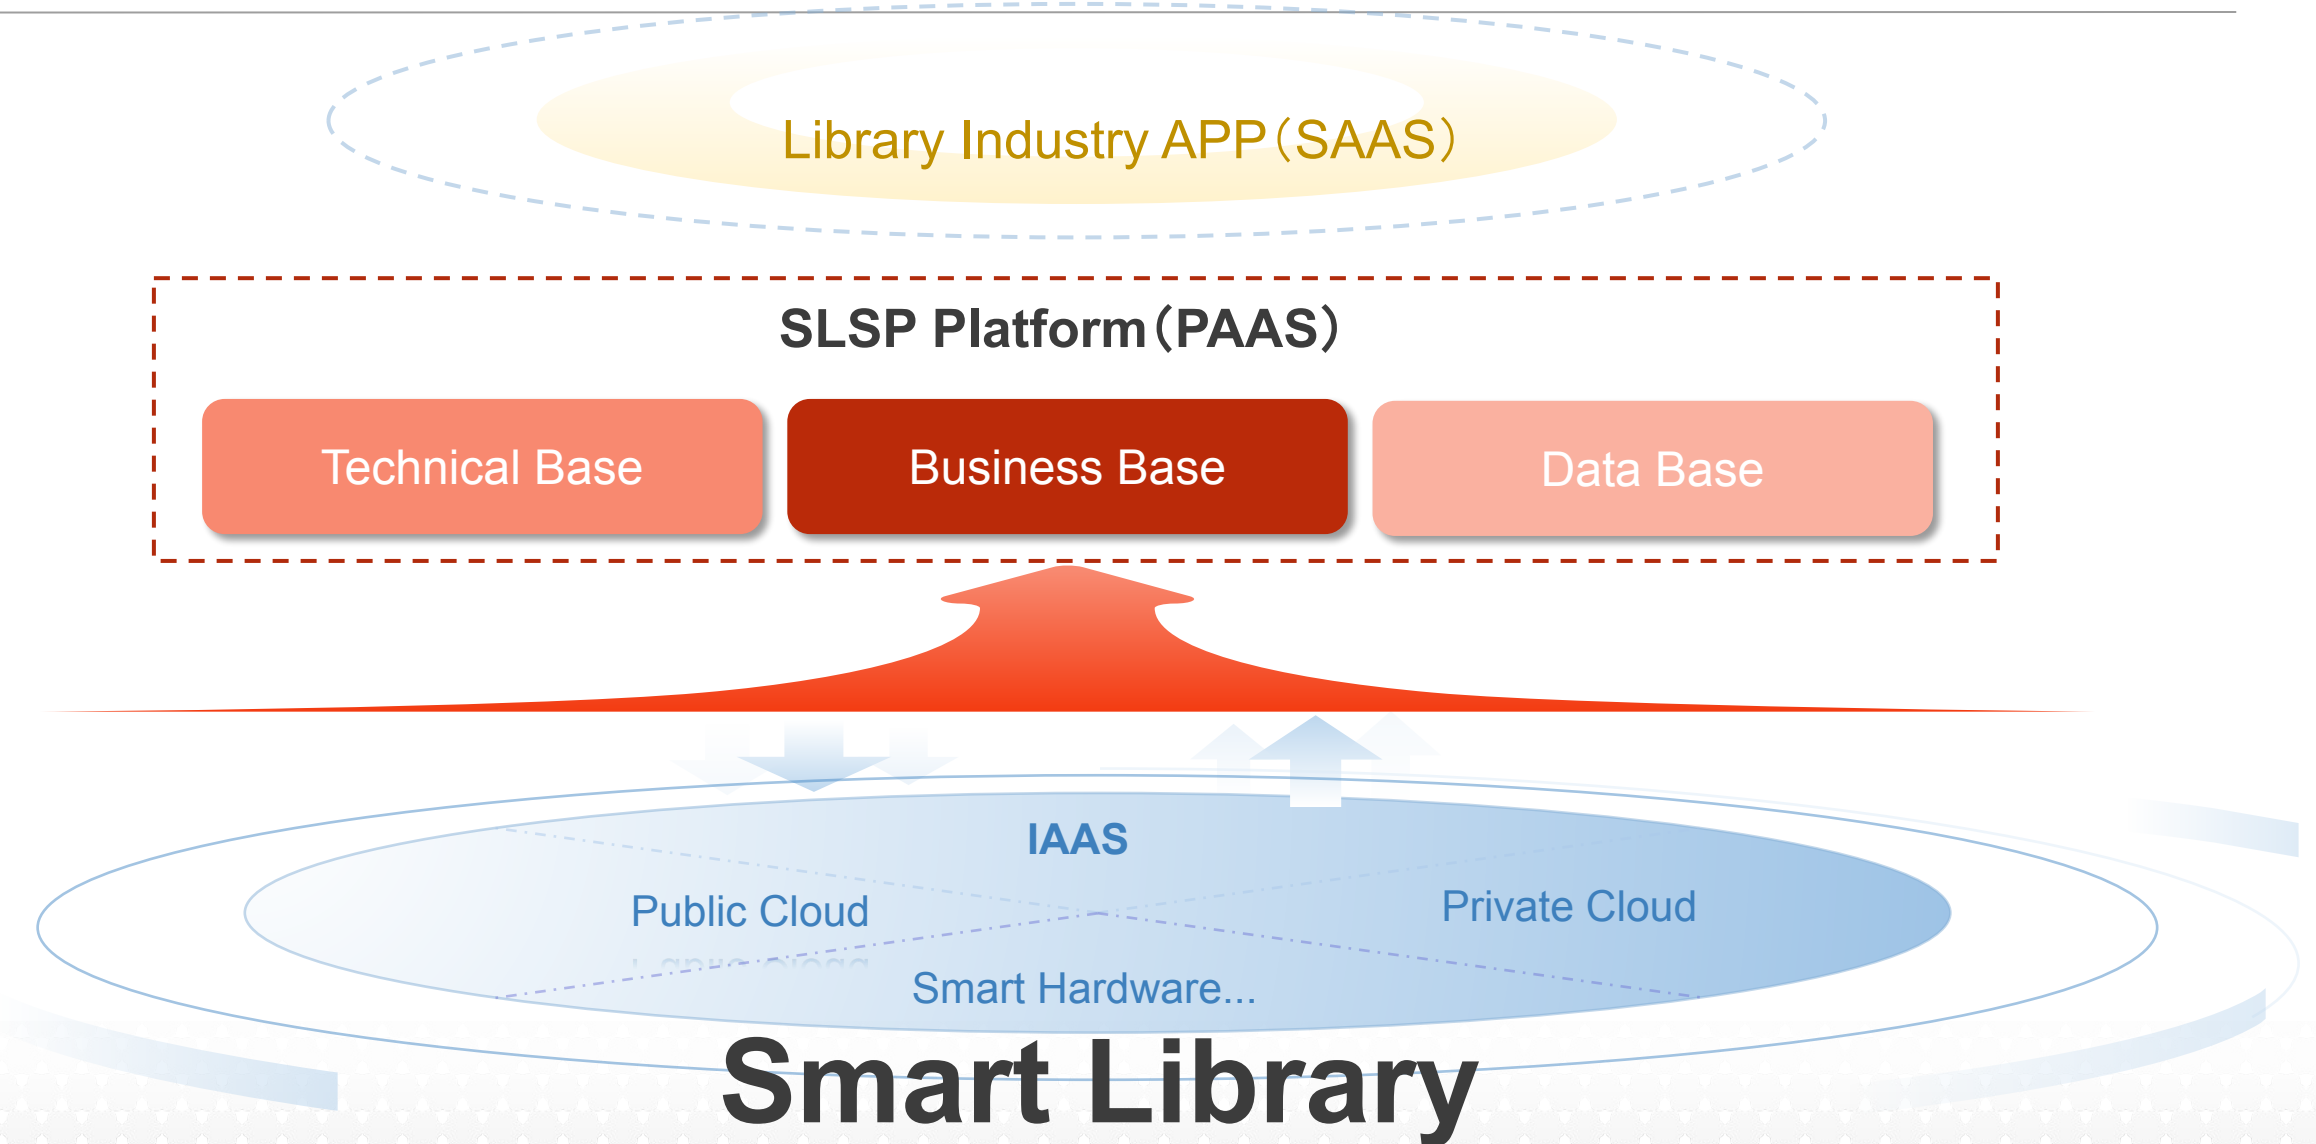 Library Industry APP（SAAS）
SLSP Platform（PAAS）
Technical Base
Business Base
Data Base
IAAS
Public Cloud
Private Cloud
Smart Hardware...
Smart Library